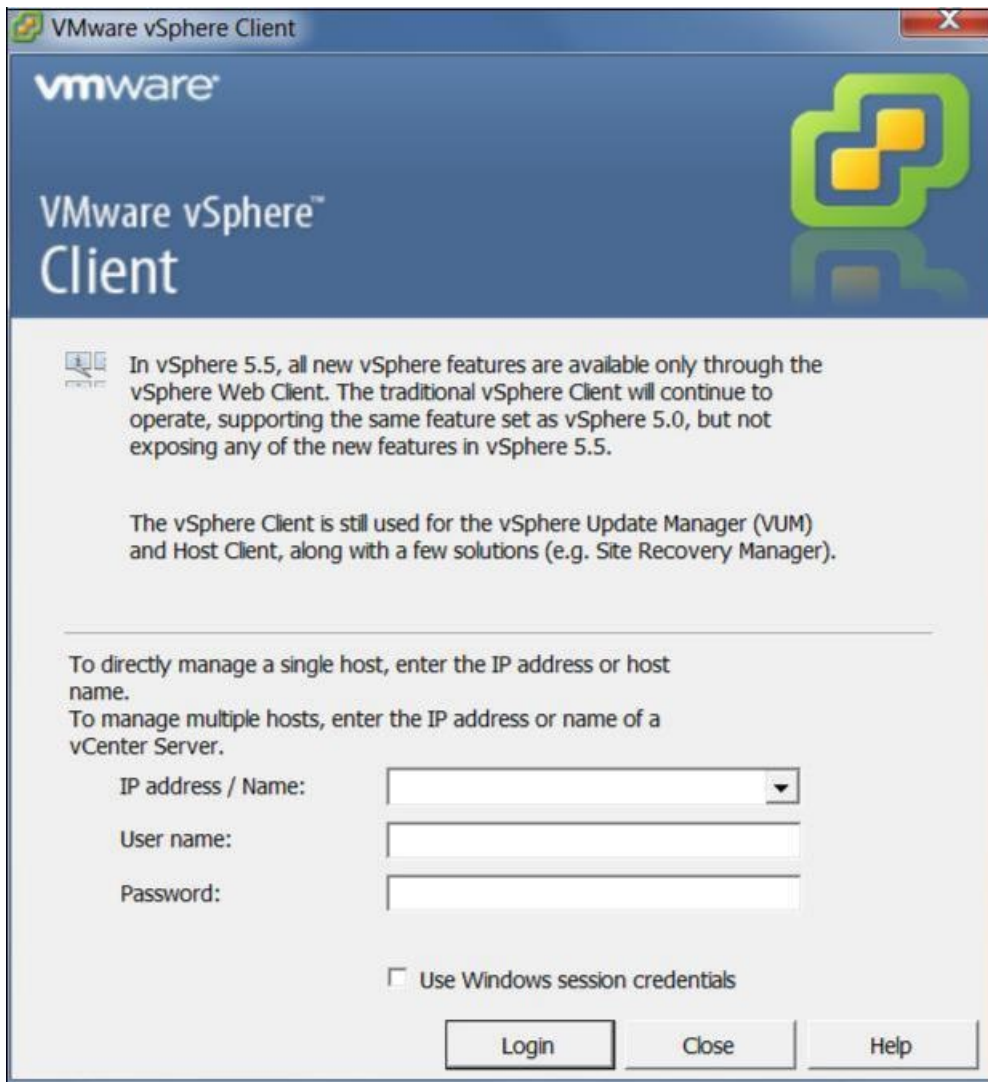 VMware vSphere Client
vmware
VMware vSphere™
Client
In vSphere 5.5, all new vSphere features are available only through the
vSphere Web Client. The traditional vSphere Client will continue to
operate, supporting the same feature set as vSphere 5.0, but not
exposing any of the new features in vSphere 5.5.
The vSphere Client is still used for the vSphere Update Manager (VUM)
and Host Client, along with a few solutions (e.g. Site Recovery Manager).
To directly manage a single host, enter the IP address or host
name.
To manage multiple hosts, enter the IP address or name of a
vCenter Server.
IP address / Name:
User name:
Password:
Use Windows session credentials
Login Close Help